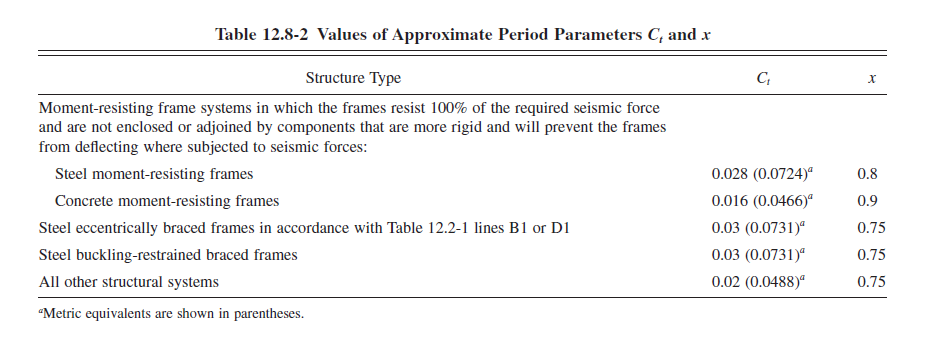 Table 12.8-2 Values of Approximate Period Parameters Ct and x
Structure Type Ct x
Moment-resisting frame systems in which the frames resist 100% of the required seismic force
and are not enclosed or adjoined by components that are more rigid and will prevent the frames
from deflecting where subjected to seismic forces:
Steel moment-resisting frames 0.028 (0.0724)a 0.8
Concrete moment-resisting frames 0.016 (0.0466)a 0.9
Steel eccentrically braced frames in accordance with Table 12.2-1 lines B1 or D1 0.03 (0.0731)a 0.75
Steel buckling-restrained braced frames 0.03 (0.0731)a 0.75
All other structural systems 0.02 (0.0488)a 0.75
aMetric equivalents are shown in parentheses.